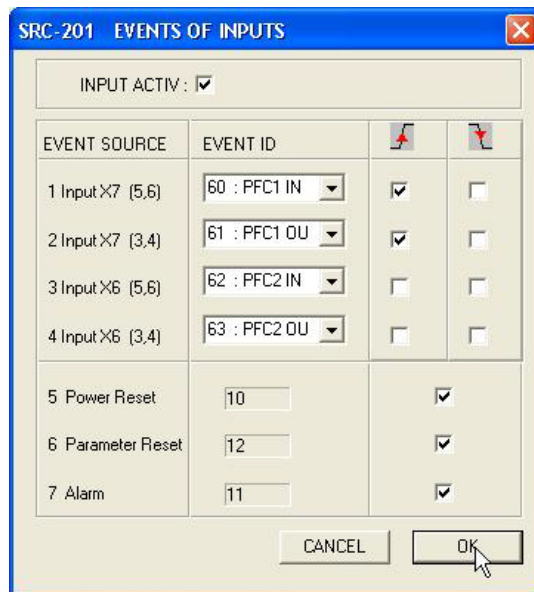 SRC-201 EVENTS OF INPUTS
INPUT ACTIV :
EVENT SOURCE EVENT ID
1 Input X7 (5,6) 60 : PFC1 IN
2 Input X7 (3,4) 61 : PFC1 OU
3 Input X6 (5,6) 62 : PFC2 IN
4 Input X6 (3,4) 63 : PFC2 OU
5 Power Reset 10
6 Parameter Reset 12
7 Alarm 11
CANCEL OK